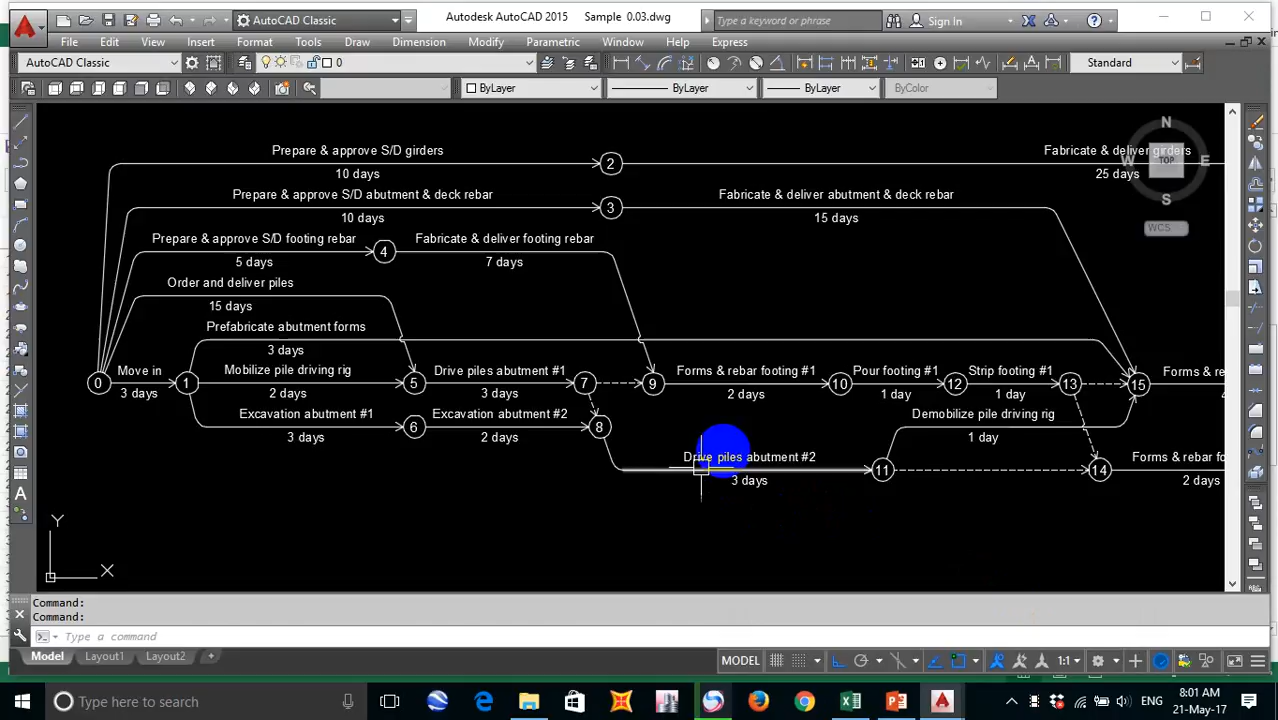 AutoCAD Classic
Autodesk AutoCAD 2015 Sample 0.03.dwg
Type a keyword or phrase
Sign In
File Edit View Insert Format Tools Draw Dimension Modify Parametric Window Help Express
AutoCAD Classic
0
Standard
ByLayer
ByLayer
ByLayer
ByColor
N
W
TOP
E
S
WCS
Prepare & approve S/D girders
2
Fabricate & deliver girders
10 days
25 days
Prepare & approve S/D abutment & deck rebar
3
Fabricate & deliver abutment & deck rebar
10 days
15 days
Prepare & approve S/D footing rebar
4
Fabricate & deliver footing rebar
5 days
7 days
Order and deliver piles
15 days
Prefabricate abutment forms
3 days
0
Move in
3 days
1
Mobilize pile driving rig
2 days
5
Drive piles abutment #1
3 days
7
9
Forms & rebar footing #1
2 days
10
Pour footing #1
1 day
12
Strip footing #1
1 day
13
15
Forms & re
4
Excavation abutment #1
3 days
6
Excavation abutment #2
2 days
8
Demobilize pile driving rig
1 day
Drive piles abutment #2
3 days
11
14
Forms & rebar fo
2 days
Y
X
Command:
Command:
Type a command
Model Layout1 Layout2 +
MODEL
1:1
Type here to search
ENG
8:01 AM
21-May-17